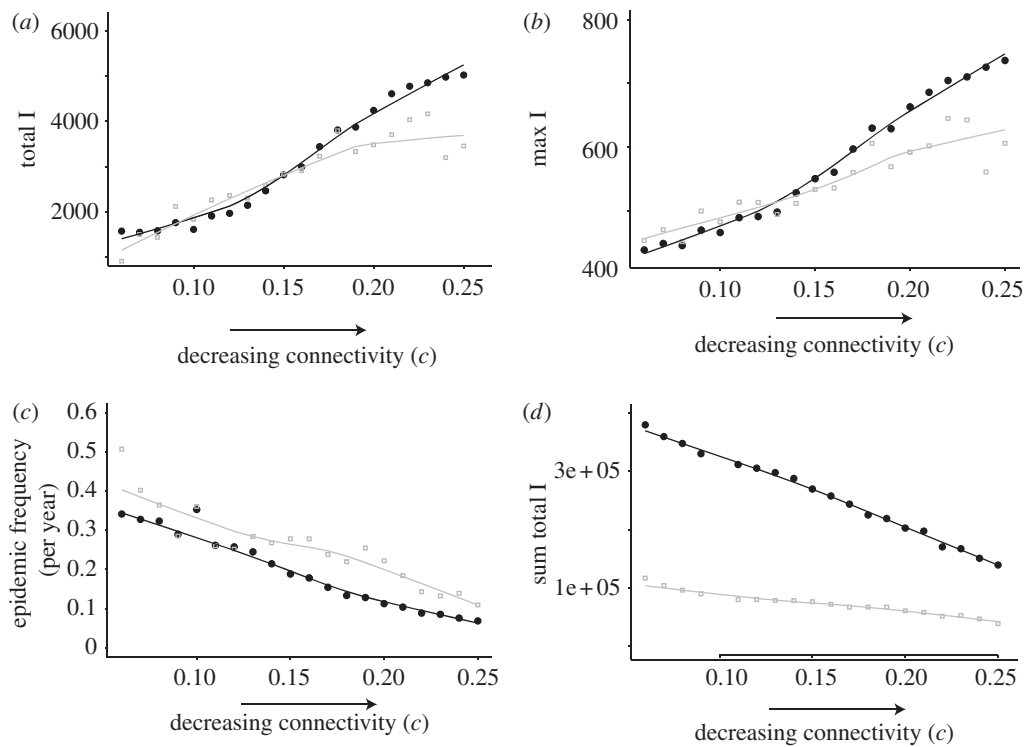 (a)
6000
4000
2000
total I
0.10 0.15 0.20 0.25
decreasing connectivity (c)
(b)
800
600
400
max I
0.10 0.15 0.20 0.25
decreasing connectivity (c)
(c)
0.6
0.5
0.4
0.3
0.2
0.1
0
epidemic frequency
(per year)
0.10 0.15 0.20 0.25
decreasing connectivity (c)
(d)
3e + 05
1e + 05
sum total I
0.10 0.15 0.20 0.25
decreasing connectivity (c)